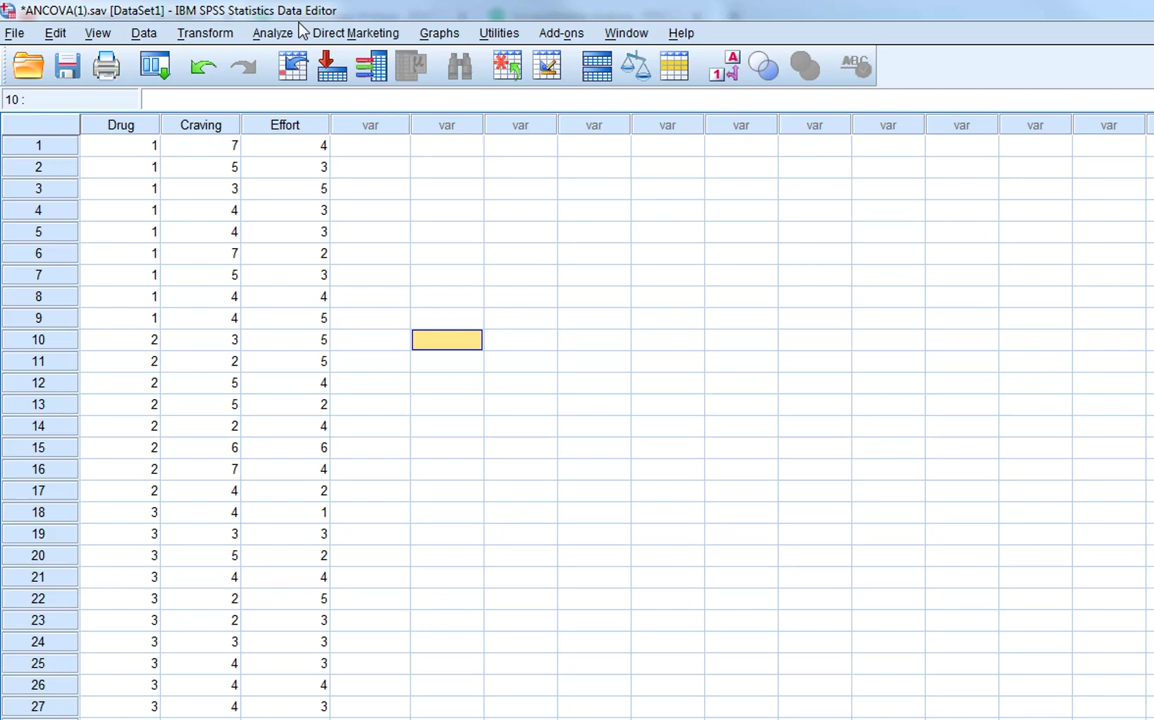 *ANCOVA(1).sav [DataSet1] - IBM SPSS Statistics Data Editor
File Edit View Data Transform Analyze Direct Marketing Graphs Utilities Add-ons Window Help
A 1 ABC
10 :
Drug Craving Effort var var var var var var var var var var var
1 1 7 4
2 1 5 3
3 1 3 5
4 1 4 3
5 1 4 3
6 1 7 2
7 1 5 3
8 1 4 4
9 1 4 5
10 2 3 5
11 2 2 5
12 2 5 4
13 2 5 2
14 2 2 4
15 2 6 6
16 2 7 4
17 2 4 2
18 3 4 1
19 3 3 3
20 3 5 2
21 3 4 4
22 3 2 5
23 3 2 3
24 3 3 3
25 3 4 3
26 3 4 4
27 3 4 3